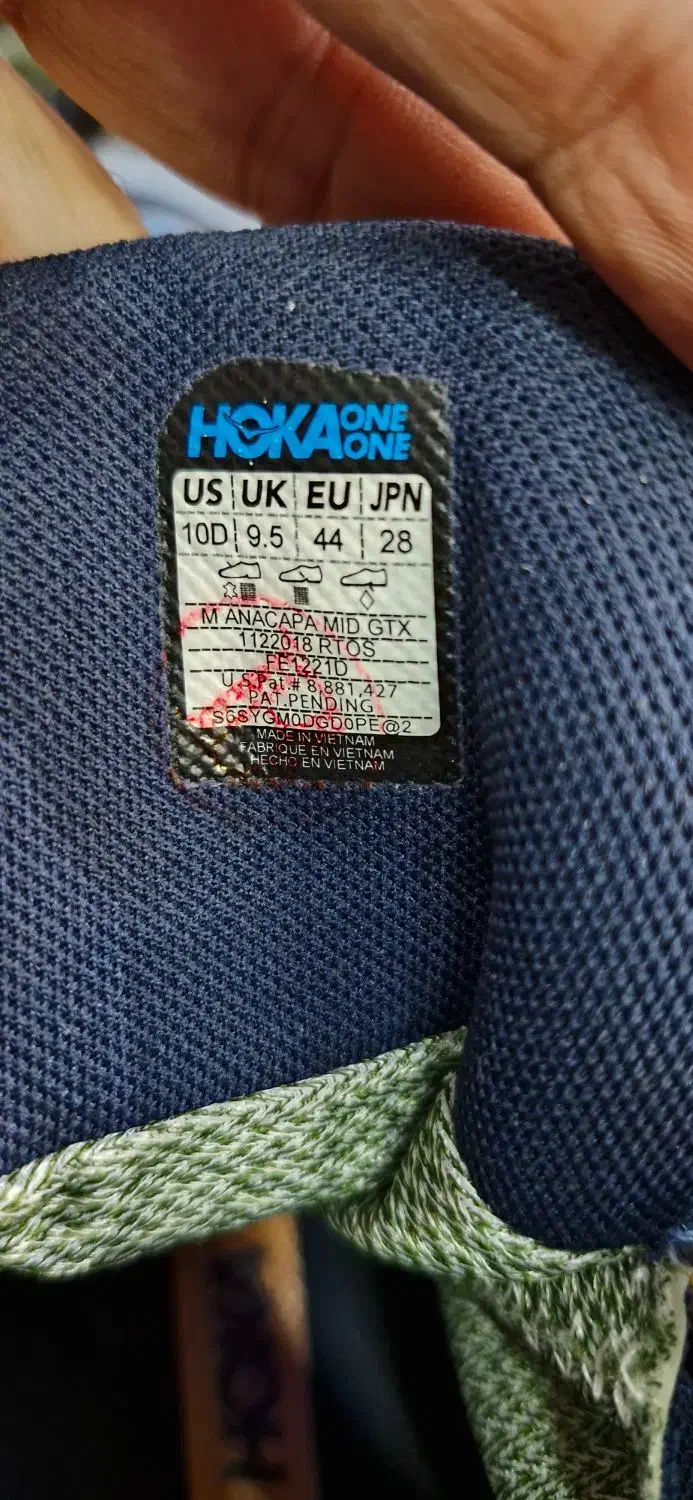 HOKA ONE ONE
US UK EU JPN
10D 9.5 44 28
M ANACAPA MID GTX
1122018 RTOS
FE1221D
U.S.Pat.# 8,881,427
PAT.PENDING
S6SYGM0DGD0PE@2
MADE IN VIETNAM
FABRIQUE EN VIETNAM
HECHO EN VIETNAM
HOKA